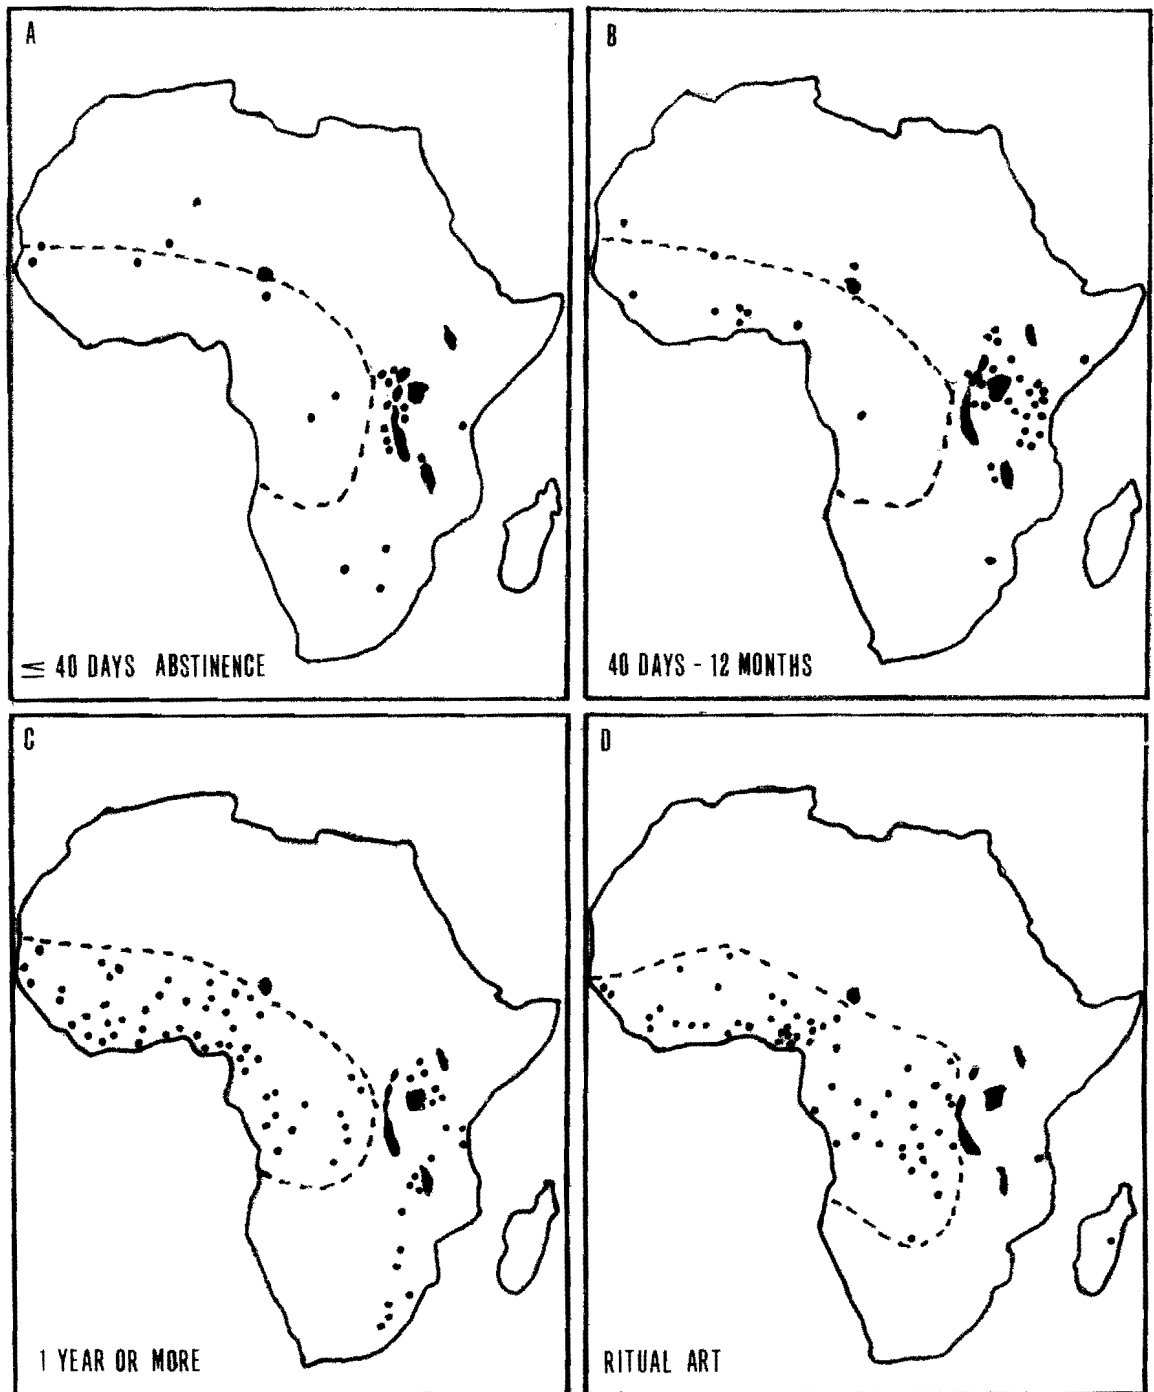 A
B
≤ 40 DAYS ABSTINENCE
40 DAYS - 12 MONTHS
C
D
1 YEAR OR MORE
RITUAL ART